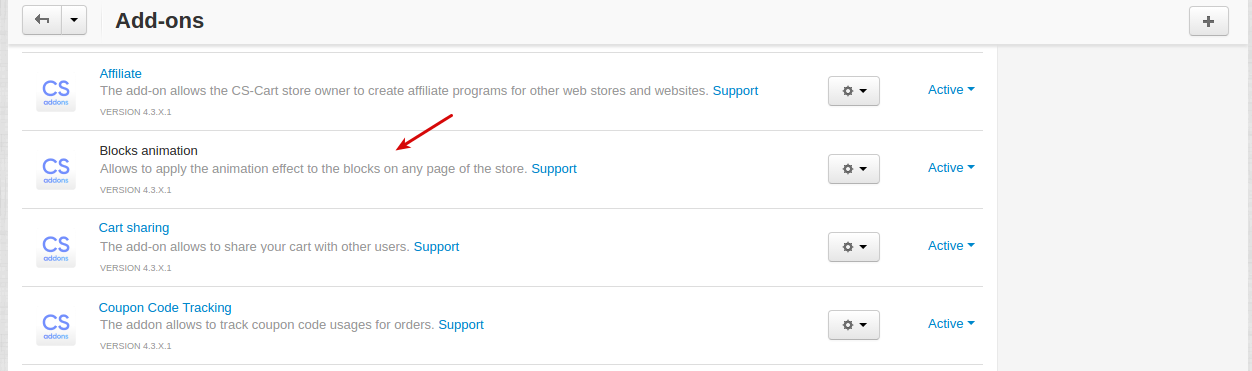 Add-ons
CS
addons
Affiliate
The add-on allows the CS-Cart store owner to create affiliate programs for other web stores and websites. Support
VERSION 4.3.X.1
Active
CS
addons
Blocks animation
Allows to apply the animation effect to the blocks on any page of the store. Support
VERSION 4.3.X.1
Active
CS
addons
Cart sharing
The add-on allows to share your cart with other users. Support
VERSION 4.3.X.1
Active
CS
addons
Coupon Code Tracking
The addon allows to track coupon code usages for orders. Support
VERSION 4.3.X.1
Active